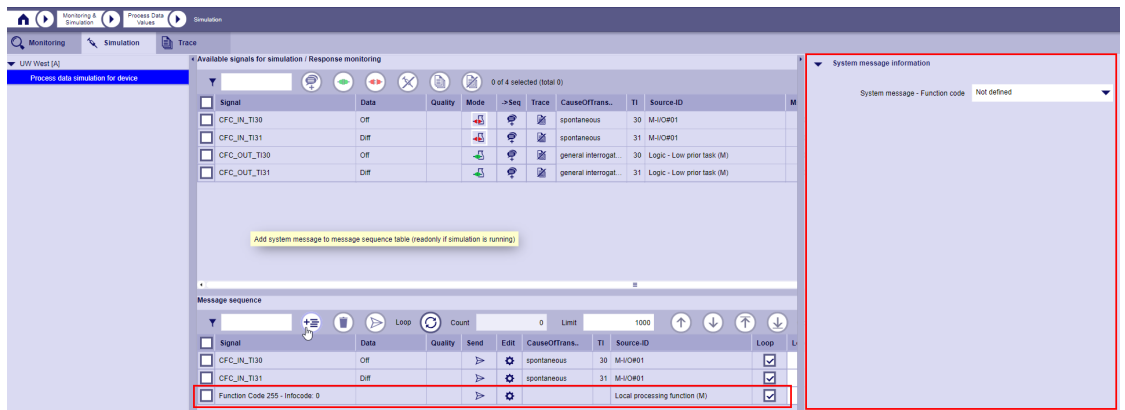 Monitoring & Simulation
Process Data Values
Simulation
Monitoring
Simulation
Trace
UW West [A]
Process data simulation for device
Available signals for simulation / Response monitoring
0 of 4 selected (total 0)
Signal Data Quality Mode ->Seq Trace CauseOfTrans.. TI Source-ID M
CFC_IN_TI30 Off spontaneous 30 M-I/O#01
CFC_IN_TI31 Diff spontaneous 31 M-I/O#01
CFC_OUT_TI30 Off general interrogat... 30 Logic - Low prior task (M)
CFC_OUT_TI31 Diff general interrogat... 31 Logic - Low prior task (M)
Add system message to message sequence table (readonly if simulation is running)
Message sequence
Loop Count 0 Limit 1000
Signal Data Quality Send Edit CauseOfTrans.. TI Source-ID Loop L
CFC_IN_TI30 Off spontaneous 30 M-I/O#01
CFC_IN_TI31 Diff spontaneous 31 M-I/O#01
Function Code 255 - Infocode: 0 Local processing function (M)
System message information
System message - Function code Not defined